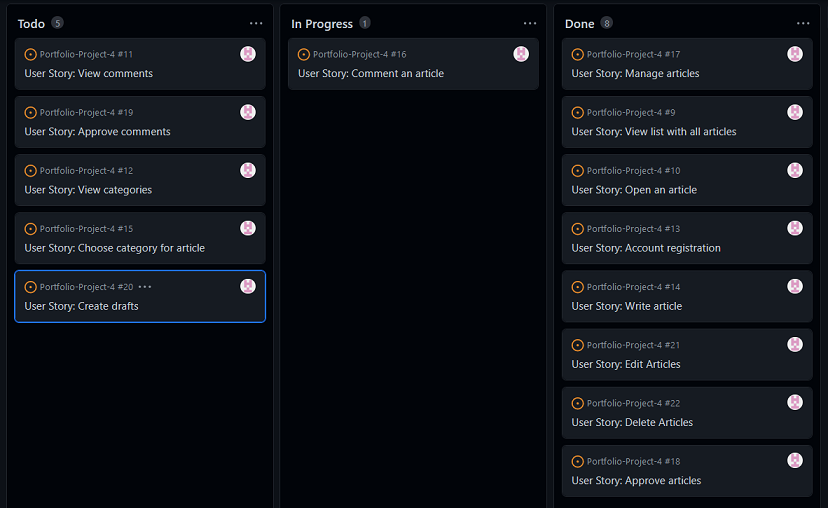 Todo 5
Portfolio-Project-4 #11
User Story: View comments
Portfolio-Project-4 #19
User Story: Approve comments
Portfolio-Project-4 #12
User Story: View categories
Portfolio-Project-4 #15
User Story: Choose category for article
Portfolio-Project-4 #20
User Story: Create drafts
In Progress 1
Portfolio-Project-4 #16
User Story: Comment an article
Done 8
Portfolio-Project-4 #17
User Story: Manage articles
Portfolio-Project-4 #9
User Story: View list with all articles
Portfolio-Project-4 #10
User Story: Open an article
Portfolio-Project-4 #13
User Story: Account registration
Portfolio-Project-4 #14
User Story: Write article
Portfolio-Project-4 #21
User Story: Edit Articles
Portfolio-Project-4 #22
User Story: Delete Articles
Portfolio-Project-4 #18
User Story: Approve articles